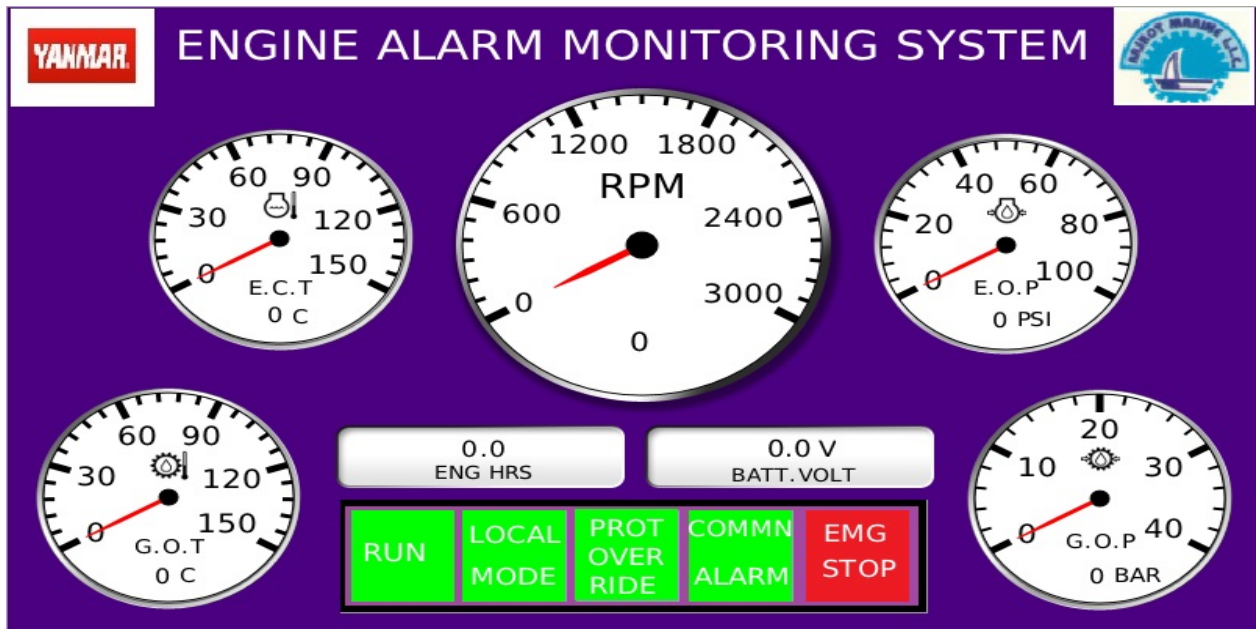 YANMAR
ENGINE ALARM MONITORING SYSTEM
MARINE L.L.C
0
30
60
90
120
150
E.C.T
0 C
0
600
1200
1800
2400
3000
RPM
0
0
20
40
60
80
100
E.O.P
0 PSI
0
30
60
90
120
150
G.O.T
0 C
0.0
ENG HRS
0.0 V
BATT.VOLT
0
10
20
30
40
G.O.P
0 BAR
RUN
LOCAL
MODE
PROT
OVER
RIDE
COMMN
ALARM
EMG
STOP